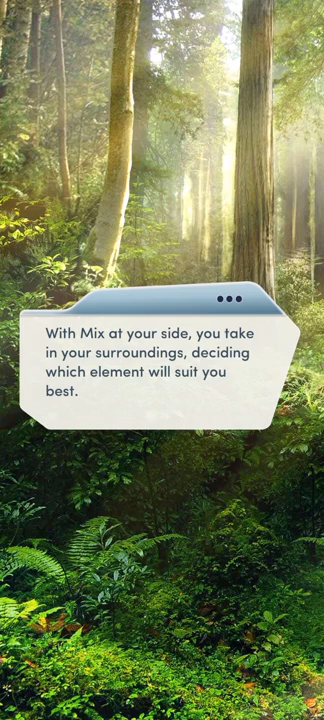 With Mix at your side, you take
in your surroundings, deciding
which element will suit you
best.